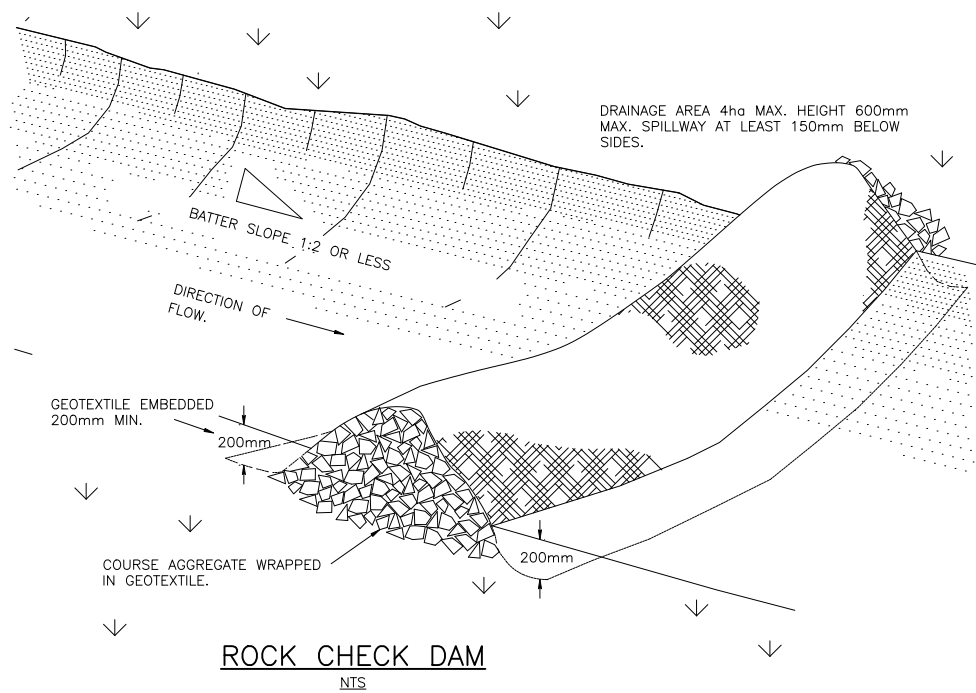 DRAINAGE AREA 4ha MAX. HEIGHT 600mm
MAX. SPILLWAY AT LEAST 150mm BELOW
SIDES.
BATTER SLOPE 1:2 OR LESS
DIRECTION OF
FLOW.
GEOTEXTILE EMBEDDED
200mm MIN.
200mm
200mm
COURSE AGGREGATE WRAPPED
IN GEOTEXTILE.
ROCK CHECK DAM
NTS